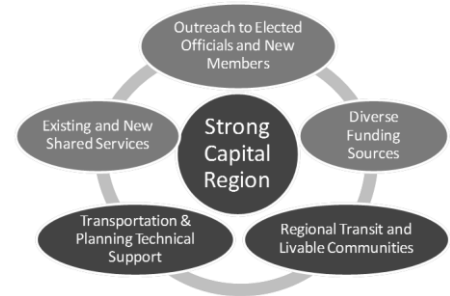 Outreach to Elected
Officials and New
Members
Existing and New
Shared Services
Strong
Capital
Region
Diverse
Funding
Sources
Transportation &
Planning Technical
Support
Regional Transit and
Livable Communities